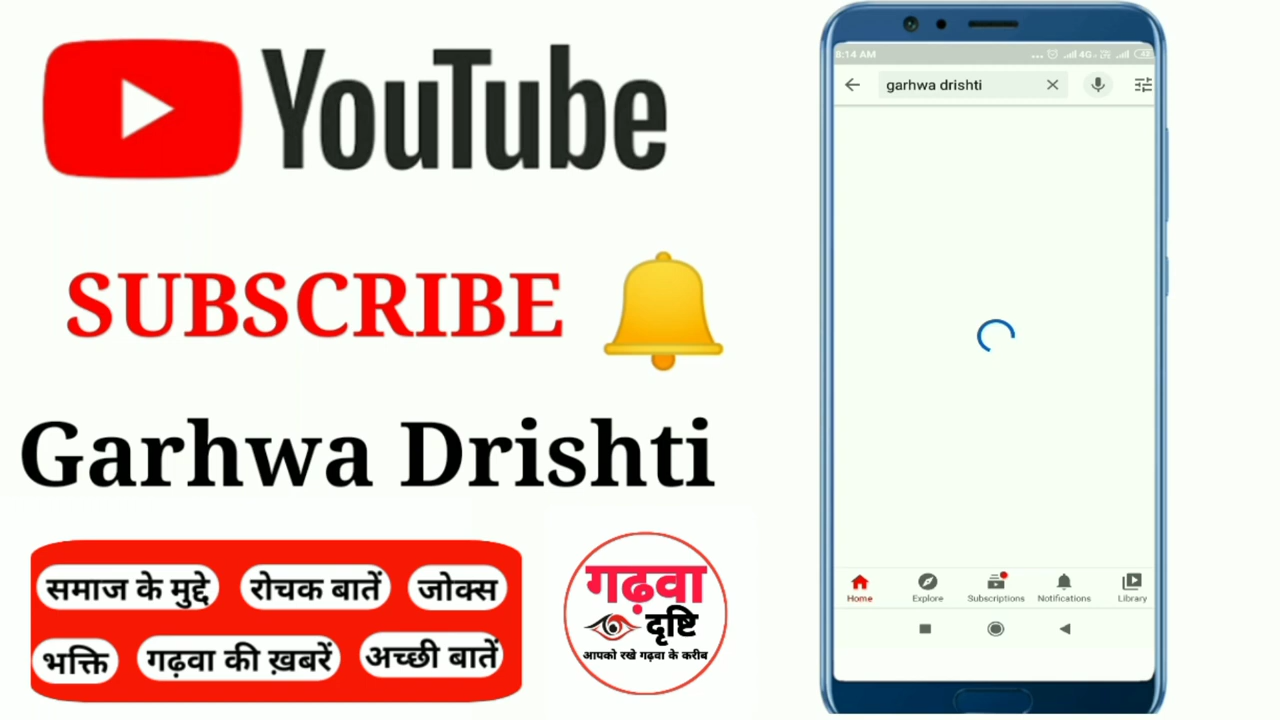 YouTube
SUBSCRIBE
Garhwa Drishti
समाज के मुद्दे रोचक बातें जोक्स
भक्ति गढ़वा की ख़बरें अच्छी बातें
गढ़वा
दृष्टि
आपको रखे गढ़वा के करीब
8:14 AM
4G
garhwa drishti
Home Explore Subscriptions Notifications Library